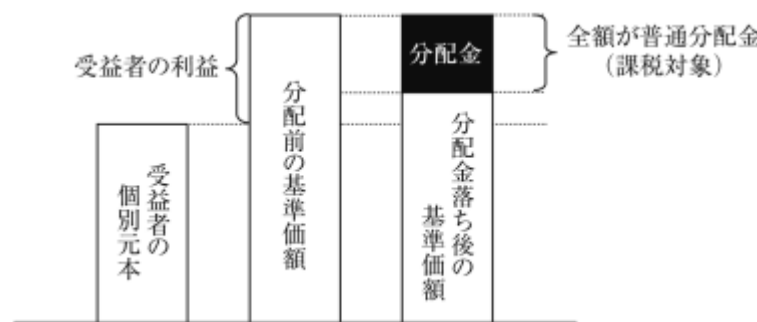 受益者の利益
分配金
全額が普通分配金
（課税対象）
受益者の
個別元本
分配前の基準価額
分配金落ち後の
基準価額